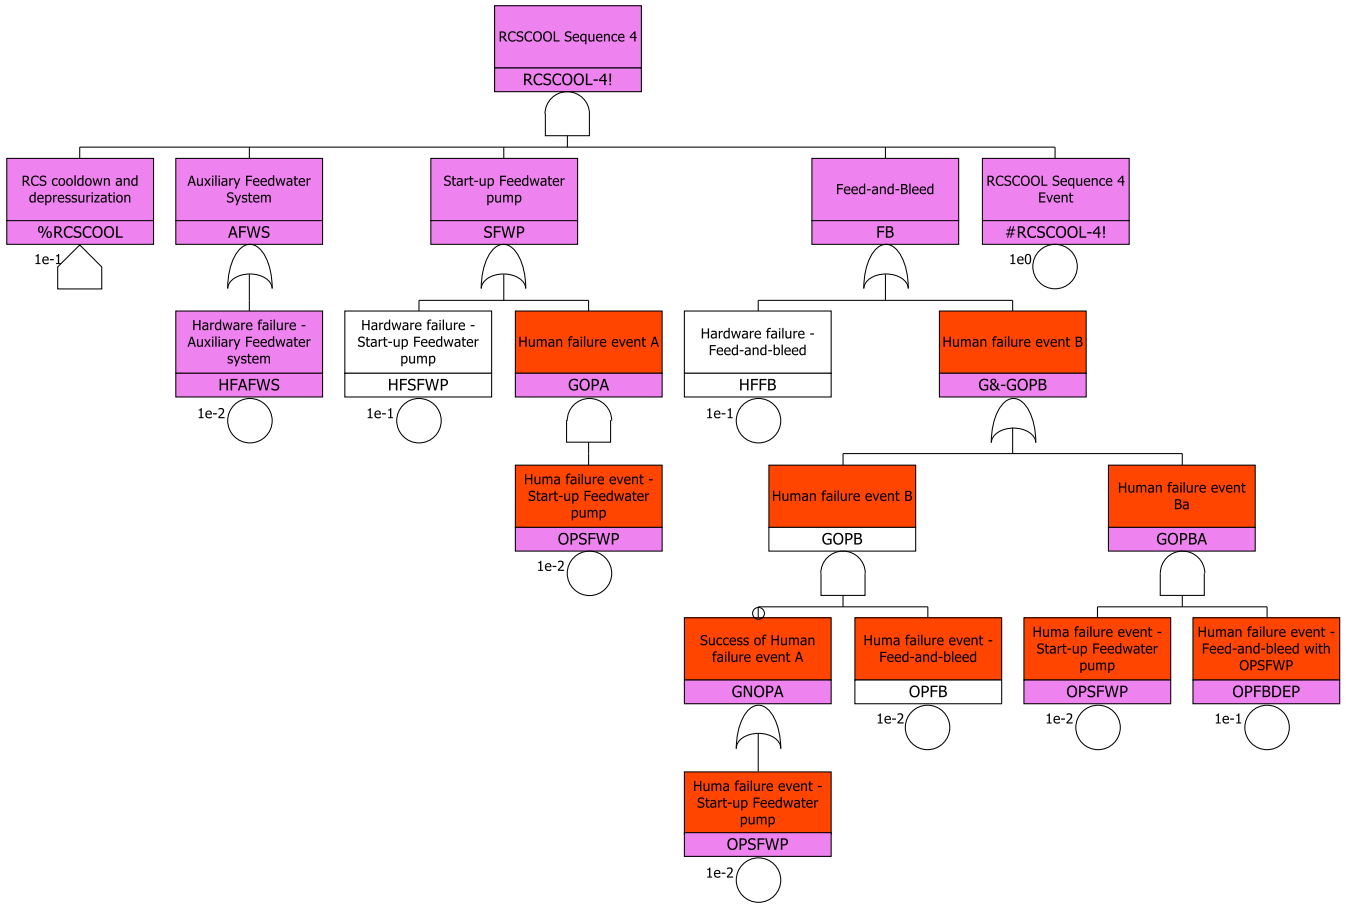 RCSCOOL Sequence 4
RCSCOOL-4!
RCS cooldown and
depressurization
%RCSCOOL
1e-1
Auxiliary Feedwater
System
AFWS
Start-up Feedwater
pump
SFWP
Feed-and-Bleed
FB
RCSCOOL Sequence 4
Event
#RCSCOOL-4!
1e0
Hardware failure -
Auxiliary Feedwater
system
HFAFWS
1e-2
Hardware failure -
Start-up Feedwater
pump
HFSFWP
1e-1
Human failure event A
GOPA
Hardware failure -
Feed-and-bleed
HFFB
1e-1
Human failure event B
G&-GOPB
Huma failure event -
Start-up Feedwater
pump
OPSFWP
1e-2
Human failure event B
GOPB
Human failure event
Ba
GOPBA
Success of Human
failure event A
GNOPA
Huma failure event -
Feed-and-bleed
OPFB
1e-2
Huma failure event -
Start-up Feedwater
pump
OPSFWP
1e-2
Human failure event -
Feed-and-bleed with
OPSFWP
OPFBDEP
1e-1
Huma failure event -
Start-up Feedwater
pump
OPSFWP
1e-2